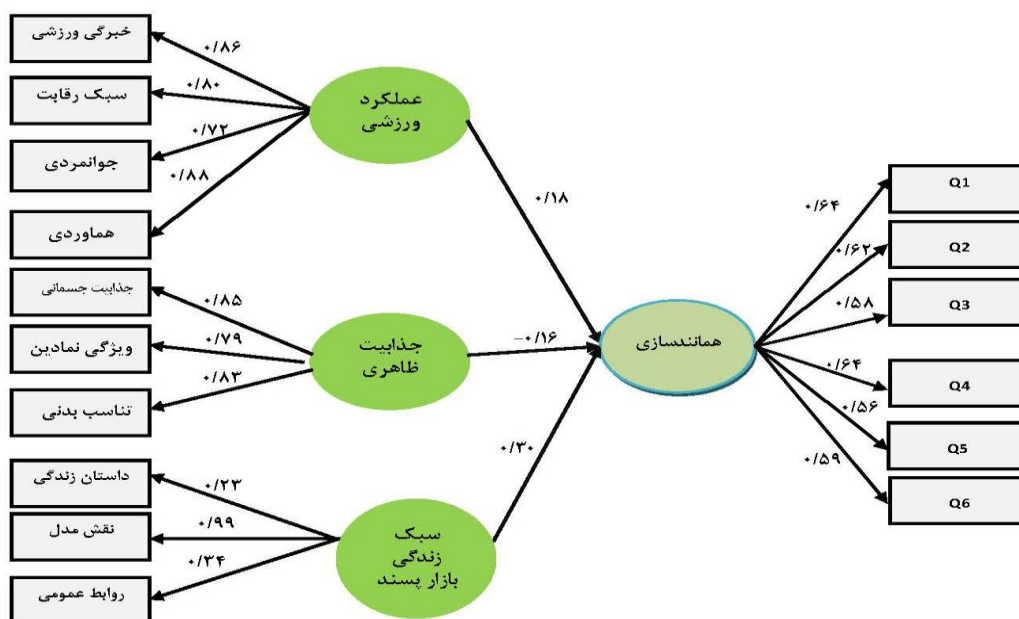 خبرگی ورزشی
سبک رقابت
جوانمردی
هماوردی
جذابیت جسمانی
ویژگی نمادین
تناسب بدنی
داستان زندگی
نقش مدل
روابط عمومی
۰/۸۶
۰/۸۰
۰/۷۲
۰/۸۸
۰/۸۵
۰/۷۹
۰/۸۳
۰/۲۳
۰/۹۹
۰/۳۴
عملکرد
ورزشی
جذابیت
ظاهری
سبک
زندگی
بازار پسند
۰/۱۸
−۰/۱۶
۰/۳۰
همانندسازی
۰/۶۴
۰/۶۲
۰/۵۸
۰/۶۴
۰/۵۶
۰/۵۹
Q1
Q2
Q3
Q4
Q5
Q6